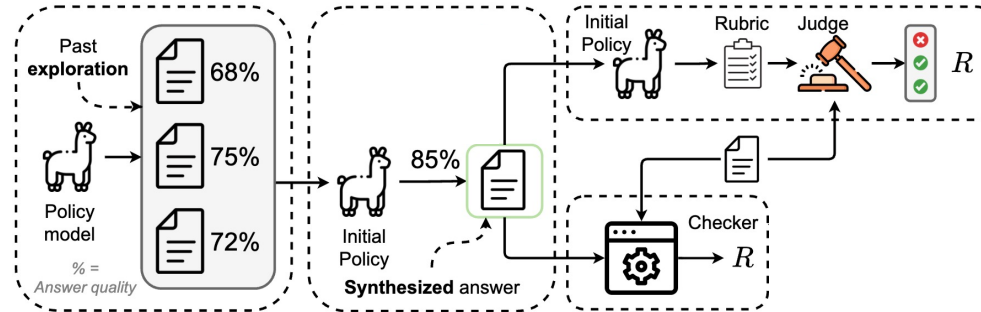 Past
exploration
68%
75%
72%
Policy
model
% =
Answer quality
Initial
Policy
85%
Synthesized answer
Initial
Policy
Rubric
Judge
R
Checker
R